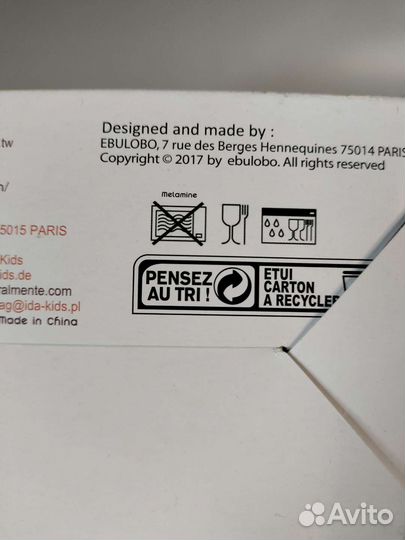 Designed and made by :
EBULOBO, 7 rue des Berges Hennequines 75014 PARIS
Copyright © 2017 by ebulobo. All rights reserved
.tw
n/
5015 PARIS
Kids
ids.de
ralmente.com
ag@ida-kids.pl
Made in China
Melamine
PENSEZ
AU TRI !
ETUI
CARTON
A RECYCLER
Avito